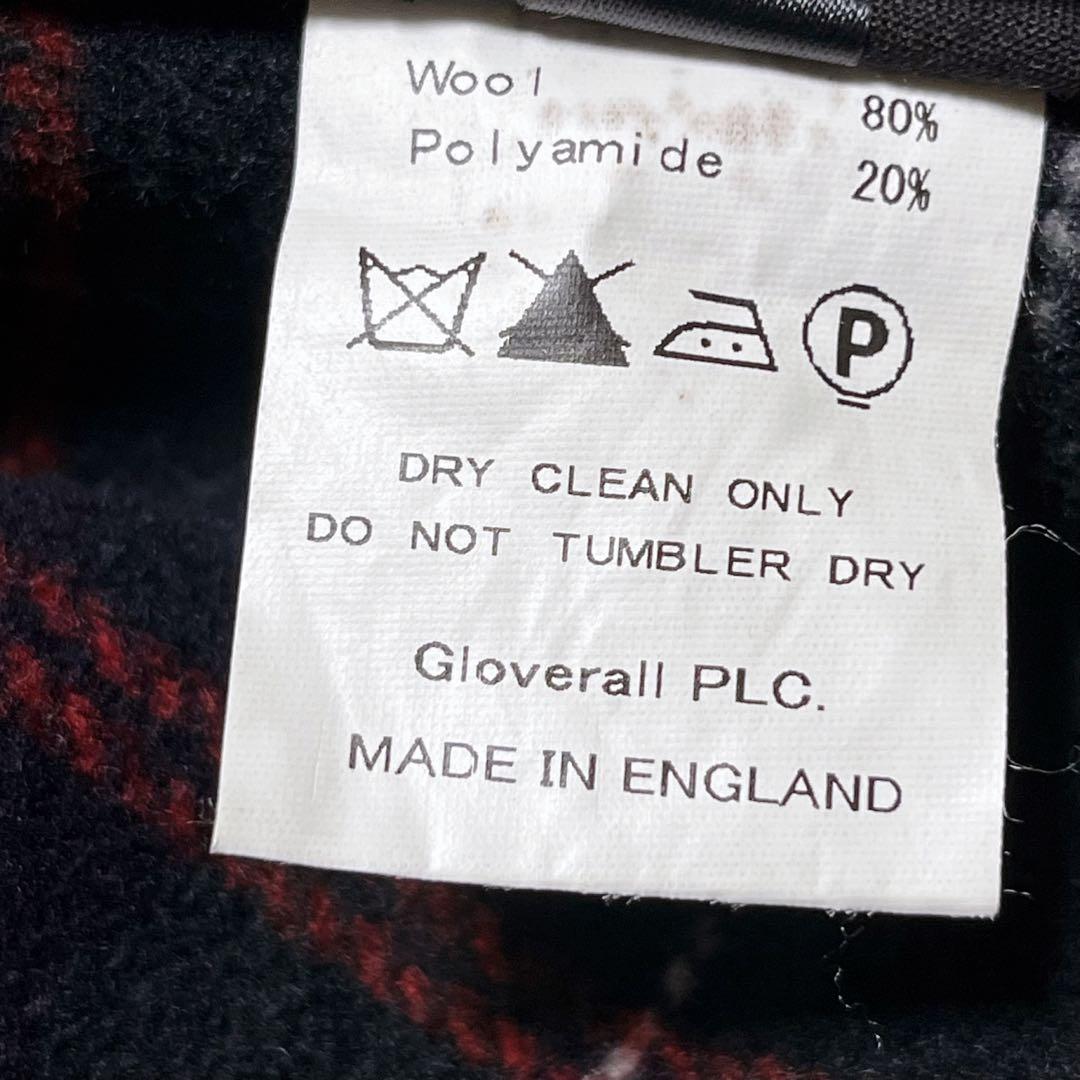 Wool 80%
Polyamide 20%
P
DRY CLEAN ONLY
DO NOT TUMBLER DRY
Gloverall PLC.
MADE IN ENGLAND